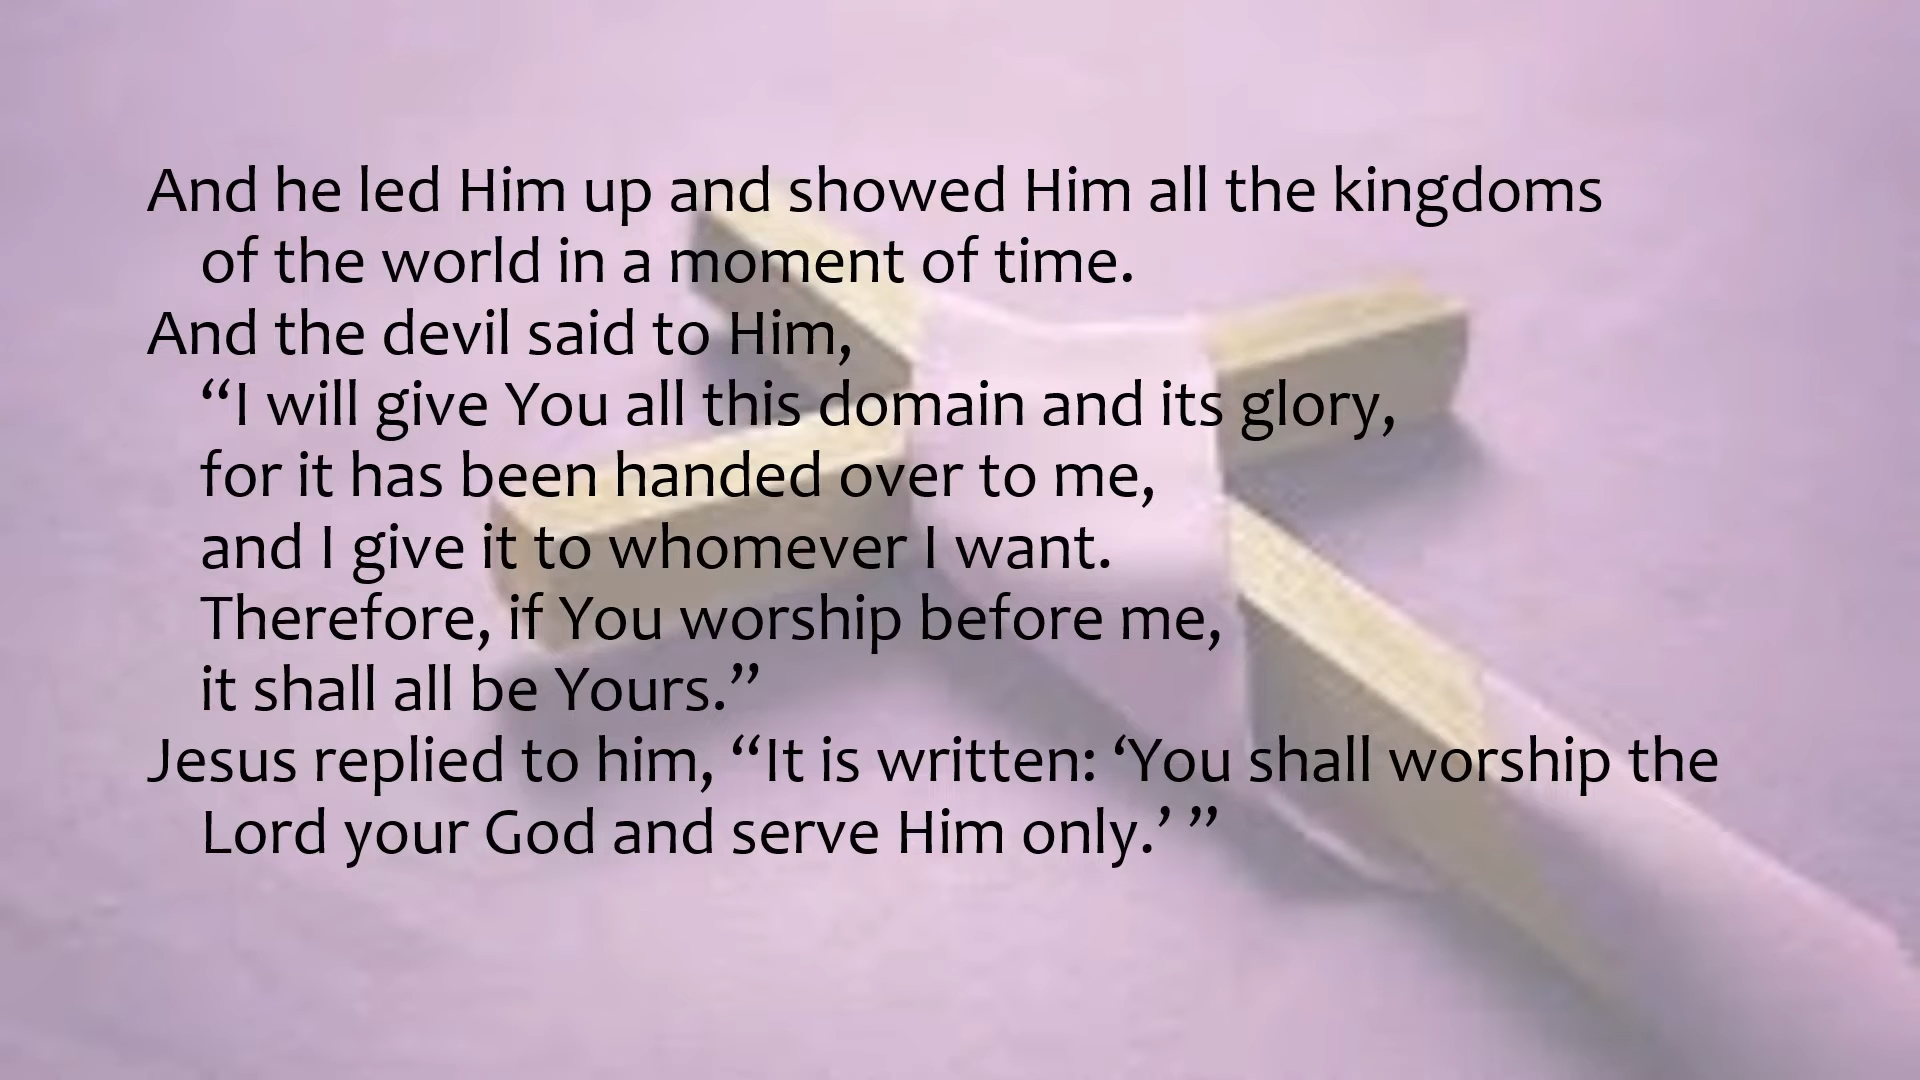 And he led Him up and showed Him all the kingdoms
of the world in a moment of time.
And the devil said to Him,
“I will give You all this domain and its glory,
for it has been handed over to me,
and I give it to whomever I want.
Therefore, if You worship before me,
it shall all be Yours.”
Jesus replied to him, “It is written: ‘You shall worship the
Lord your God and serve Him only.’ ”